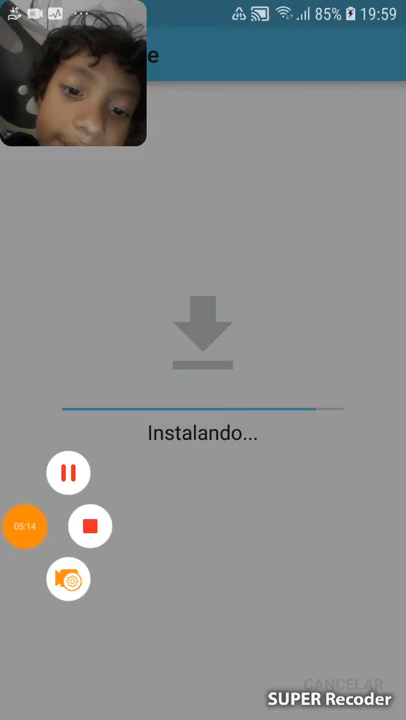 85% 19:59
e
Instalando...
05:14
CANCELAR
SUPER Recoder